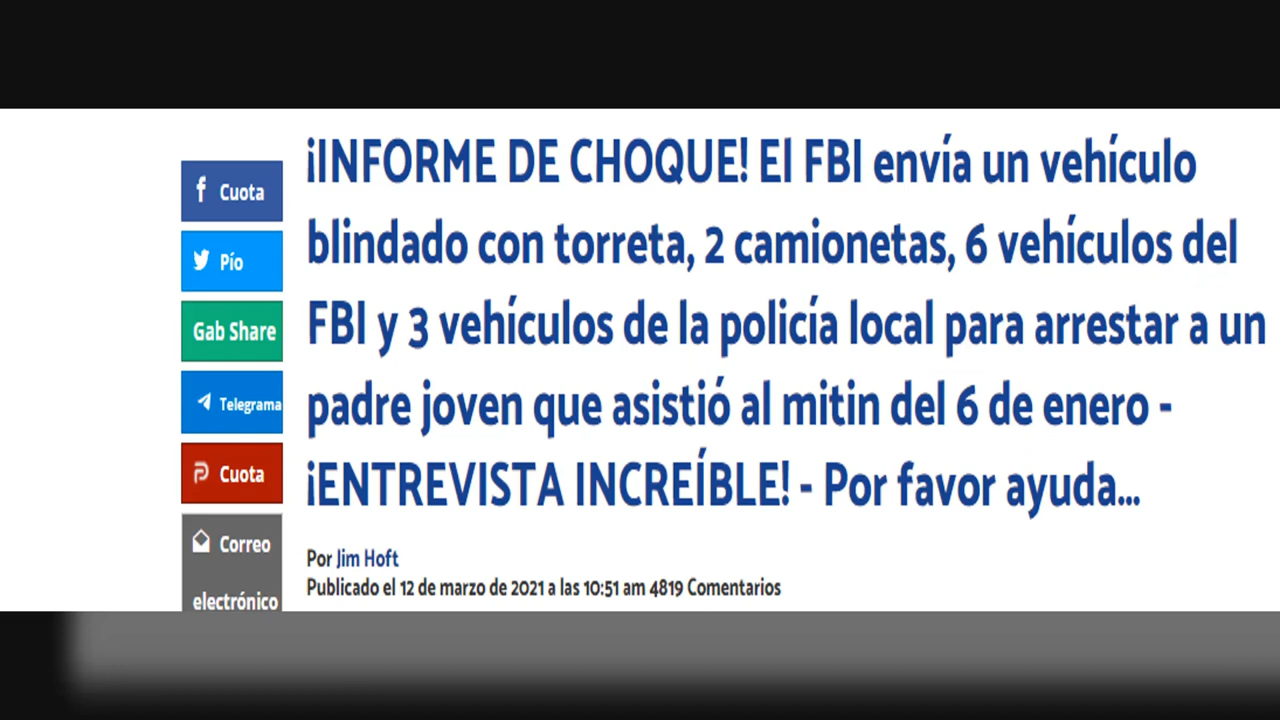 ¡INFORME DE CHOQUE! El FBI envía un vehículo
blindado con torreta, 2 camionetas, 6 vehículos del
FBI y 3 vehículos de la policía local para arrestar a un
padre joven que asistió al mitin del 6 de enero -
¡ENTREVISTA INCREÍBLE! - Por favor ayuda...
Por Jim Hoft
Publicado el 12 de marzo de 2021 a las 10:51 am 4819 Comentarios
Cuota
Pío
Gab Share
Telegrama
Cuota
Correo
electrónico